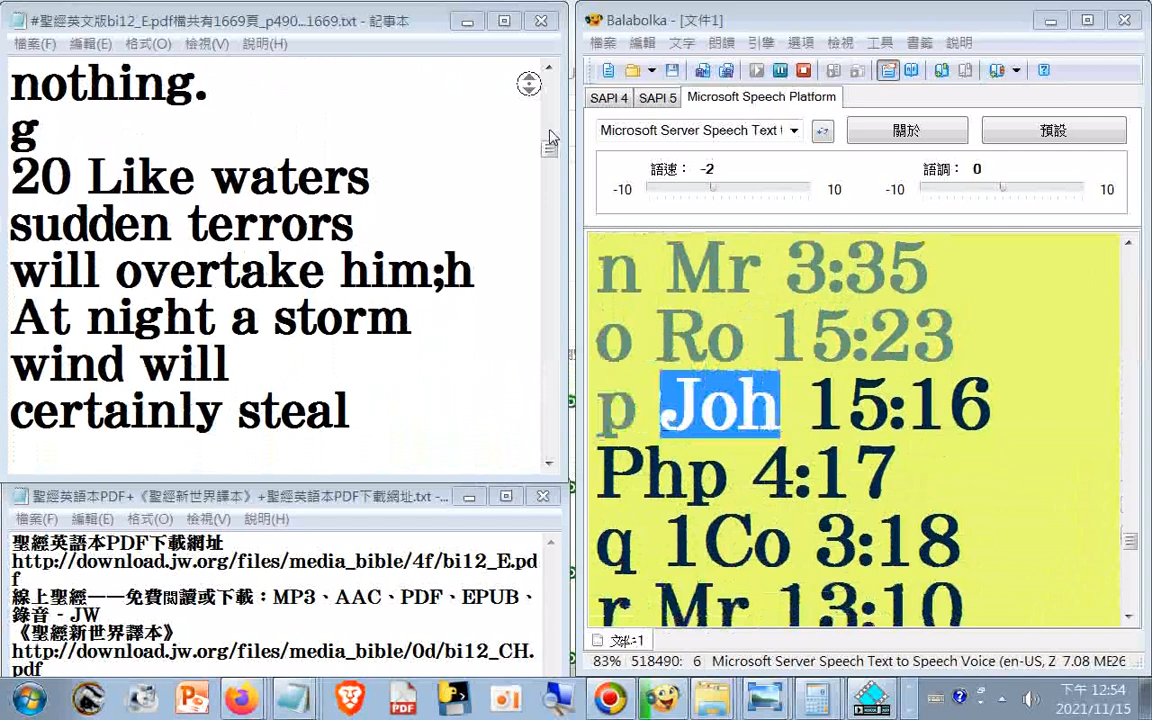 #聖經英文版bi12_E.pdf檔共有1669頁_p490...1669.txt - 記事本
檔案(F) 編輯(E) 格式(O) 檢視(V) 說明(H)
nothing.
g
20 Like waters
sudden terrors
will overtake him;h
At night a storm
wind will
certainly steal
聖經英語本PDF+《聖經新世界譯本》+聖經英語本PDF下載網址.txt -...
檔案(F) 編輯(E) 格式(O) 檢視(V) 說明(H)
聖經英語本PDF下載網址
http://download.jw.org/files/media_bible/4f/bi12_E.pd
f
線上聖經——免費閱讀或下載：MP3、AAC、PDF、EPUB、
錄音 - JW
《聖經新世界譯本》
http://download.jw.org/files/media_bible/0d/bi12_CH.
pdf
Balabolka - [文件1]
檔案 編輯 文字 朗讀 引擎 選項 檢視 工具 書籤 說明
SAPI 4 SAPI 5 Microsoft Speech Platform
Microsoft Server Speech Text 關於 預設
語速： -2 語調： 0
-10 10 -10 10
n Mr 3:35
o Ro 15:23
p Joh 15:16
Php 4:17
q 1Co 3:18
r Mr 13:10
文件1
83% 518490: 6 Microsoft Server Speech Text to Speech Voice (en-US, Z 7.08 ME26
PDF
下午 12:54
2021/11/15